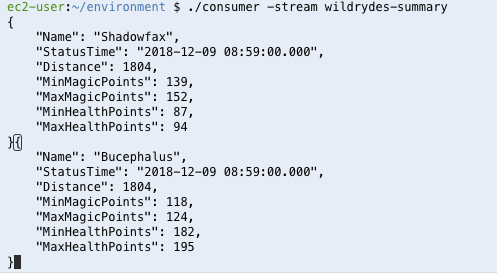 ec2-user:~/environment $ ./consumer -stream wildrydes-summary
{
    "Name": "Shadowfax",
    "StatusTime": "2018-12-09 08:59:00.000",
    "Distance": 1804,
    "MinMagicPoints": 139,
    "MaxMagicPoints": 152,
    "MinHealthPoints": 87,
    "MaxHealthPoints": 94
}{
    "Name": "Bucephalus",
    "StatusTime": "2018-12-09 08:59:00.000",
    "Distance": 1804,
    "MinMagicPoints": 118,
    "MaxMagicPoints": 124,
    "MinHealthPoints": 182,
    "MaxHealthPoints": 195
}